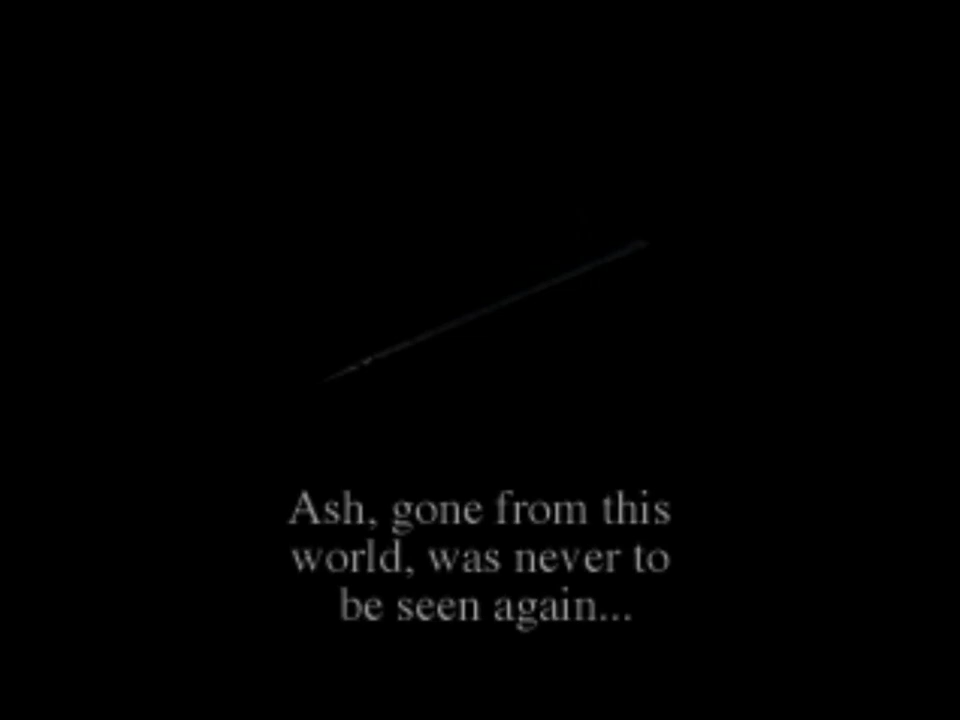 Ash, gone from this
world, was never to
be seen again...